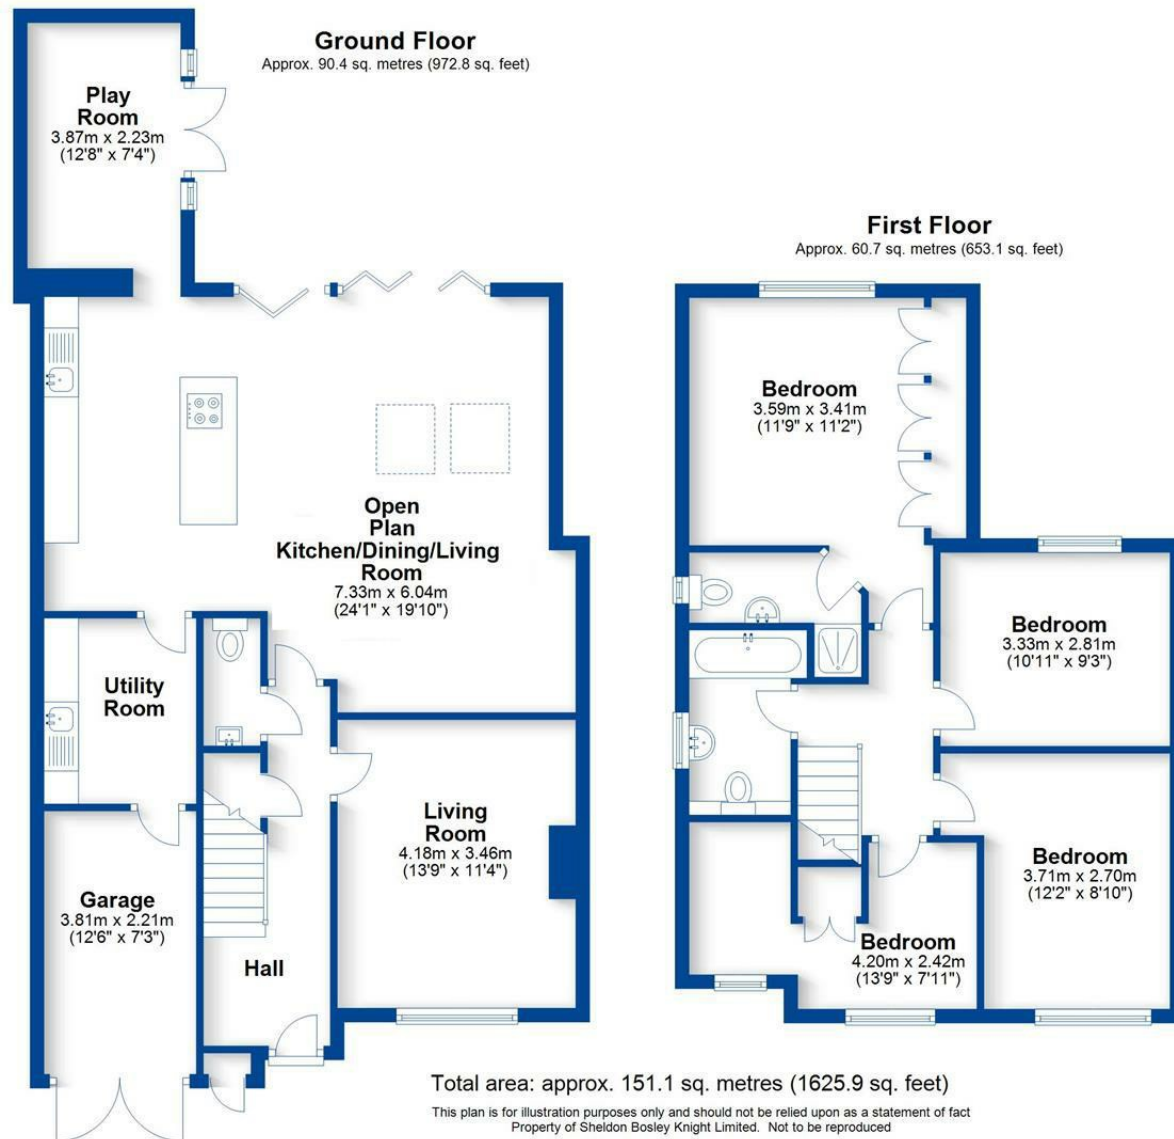 Ground Floor
Approx. 90.4 sq. metres (972.8 sq. feet)
Play
Room
3.87m x 2.23m
(12'8" x 7'4")
Open
Plan
Kitchen/Dining/Living
Room
7.33m x 6.04m
(24'1" x 19'10")
Utility
Room
Living
Room
4.18m x 3.46m
(13'9" x 11'4")
Garage
3.81m x 2.21m
(12'6" x 7'3")
Hall
First Floor
Approx. 60.7 sq. metres (653.1 sq. feet)
Bedroom
3.59m x 3.41m
(11'9" x 11'2")
Bedroom
3.33m x 2.81m
(10'11" x 9'3")
Bedroom
3.71m x 2.70m
(12'2" x 8'10")
Bedroom
4.20m x 2.42m
(13'9" x 7'11")
Total area: approx. 151.1 sq. metres (1625.9 sq. feet)
This plan is for illustration purposes only and should not be relied upon as a statement of fact
Property of Sheldon Bosley Knight Limited. Not to be reproduced